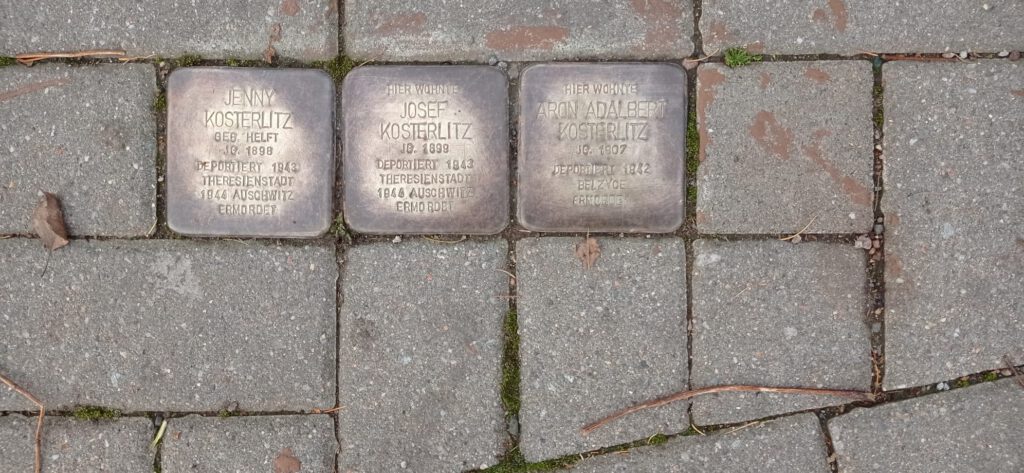 JENNY
KOSTERLITZ
GEB. HELFT
JG. 1898
DEPORTIERT 1943
THERESIENSTADT
1944 AUSCHWITZ
ERMORDET
HIER WOHNTE
JOSEF
KOSTERLITZ
JG. 1899
DEPORTIERT 1943
THERESIENSTADT
1944 AUSCHWITZ
ERMORDET
HIER WOHNTE
ARON ADALBERT
KOSTERLITZ
JG. 1907
DEPORTIERT 1942
BELZYCE
ERMORDET